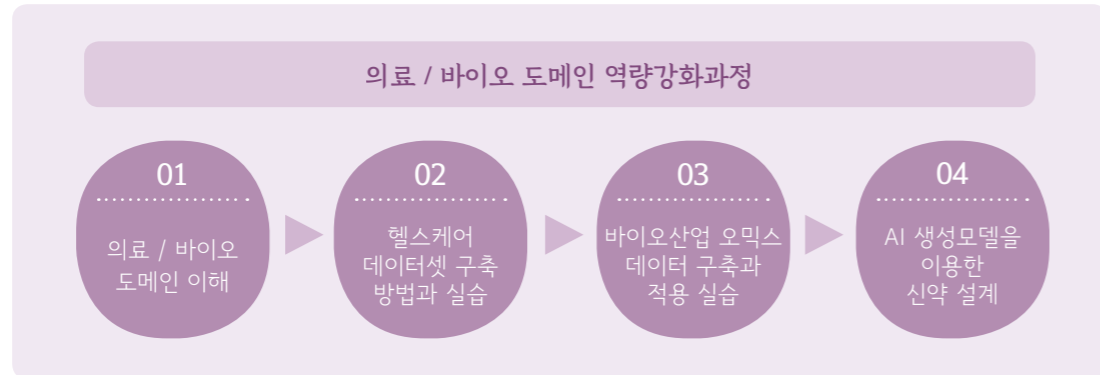 의료 / 바이오 도메인 역량강화과정
01
의료 / 바이오
도메인 이해
02
헬스케어
데이터셋 구축
방법과 실습
03
바이오산업 오믹스
데이터 구축과
적용 실습
04
AI 생성모델을
이용한
신약 설계